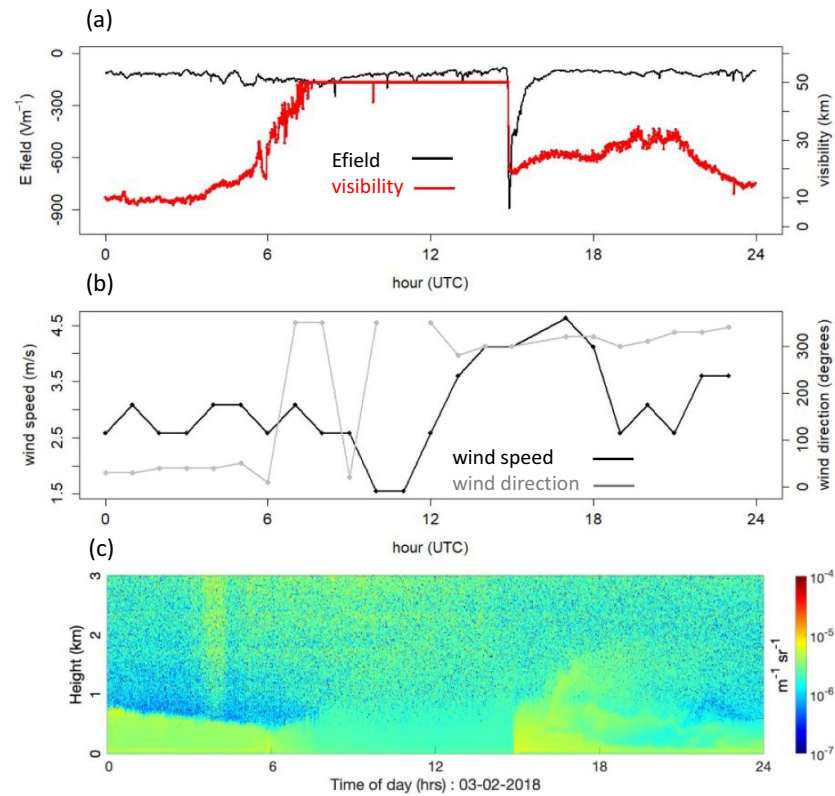 (a)
0
-300
-600
-900
E field (Vm⁻¹)
Efield
visibility
50
40
30
20
10
0
visibility (km)
0 6 12 18 24
hour (UTC)
(b)
4.5
3.5
2.5
1.5
wind speed (m/s)
wind speed
wind direction
300
200
100
0
wind direction (degrees)
0 6 12 18 24
hour (UTC)
(c)
3
2
1
0
Height (km)
10⁻⁴
10⁻⁵
10⁻⁶
10⁻⁷
m⁻¹ sr⁻¹
0 6 12 18 24
Time of day (hrs) : 03-02-2018